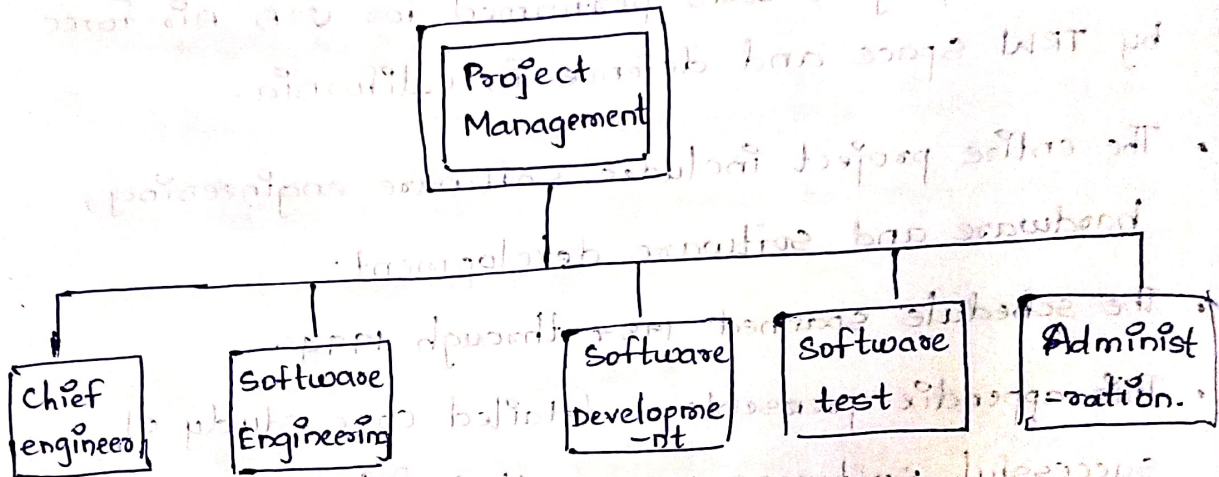 Project
Management
Chief
engineer
Software
Engineering
Software
Developme
-nt
Software
test
Administ
-ration.